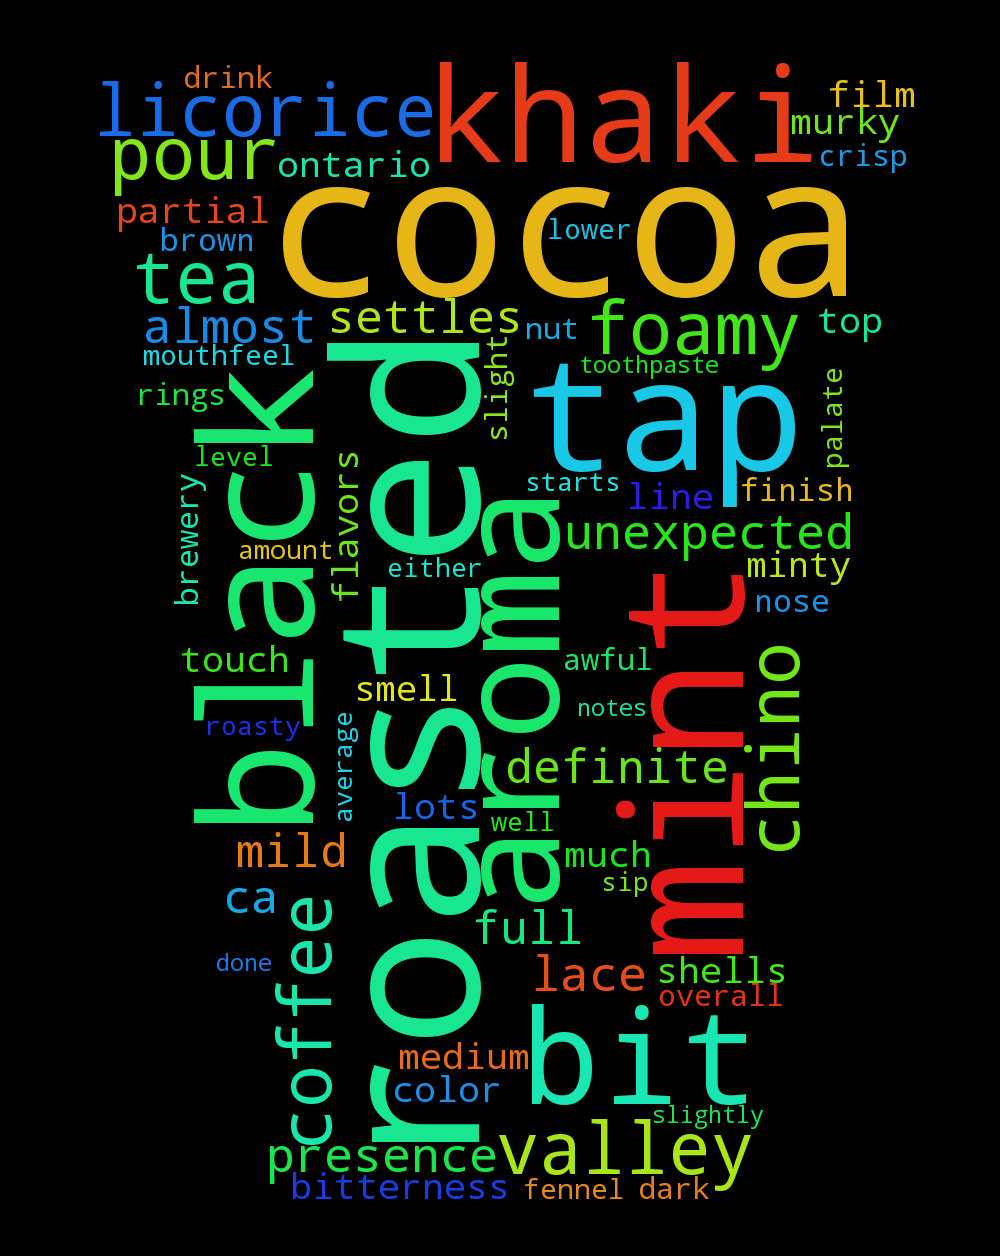 drink
licorice
khaki
film
murky
pour
ontario
crisp
partial
cocoa
lower
brown
tea
almost
settles
nut
foamy
top
mouthfeel
slight
toothpaste
rings
black
roasted
tap
palate
level
flavors
starts
line
finish
brewery
aroma
unexpected
amount
either
minty
mint
nose
touch
awful
chino
smell
notes
roasty
average
definite
lots
well
mild
much
sip
ca
coffee
full
done
lace
shells
overall
bit
medium
color
slightly
presence
valley
bitterness
fennel
dark